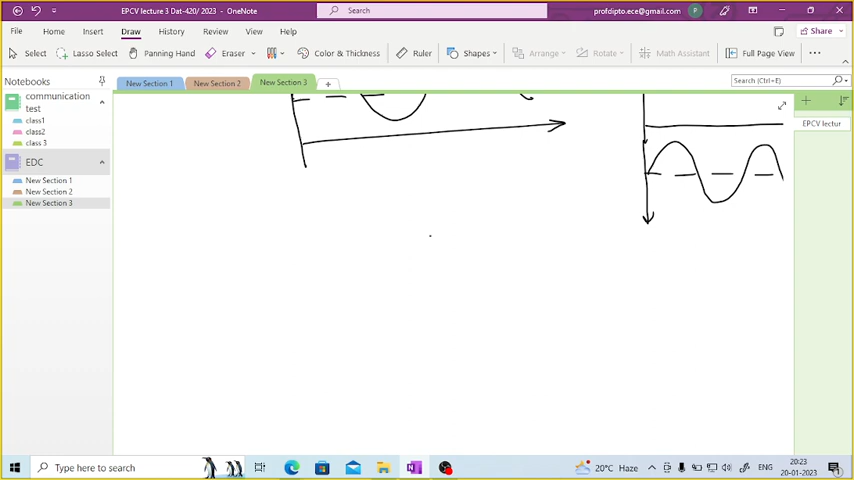 EPCV lecture 3 Dat-420/ 2023 - OneNote
Search
profdipto.ece@gmail.com
P
File
Home
Insert
Draw
History
Review
View
Help
Share
Select
Lasso Select
Panning Hand
Eraser
Color & Thickness
Ruler
Shapes
Arrange
Rotate
Math Assistant
Full Page View
Notebooks
New Section 1
New Section 2
New Section 3
Search (Ctrl+E)
communication
test
class1
class2
class 3
EDC
New Section 1
New Section 2
New Section 3
EPCV lectur
Type here to search
20°C Haze
ENG
20:23
20-01-2023
1